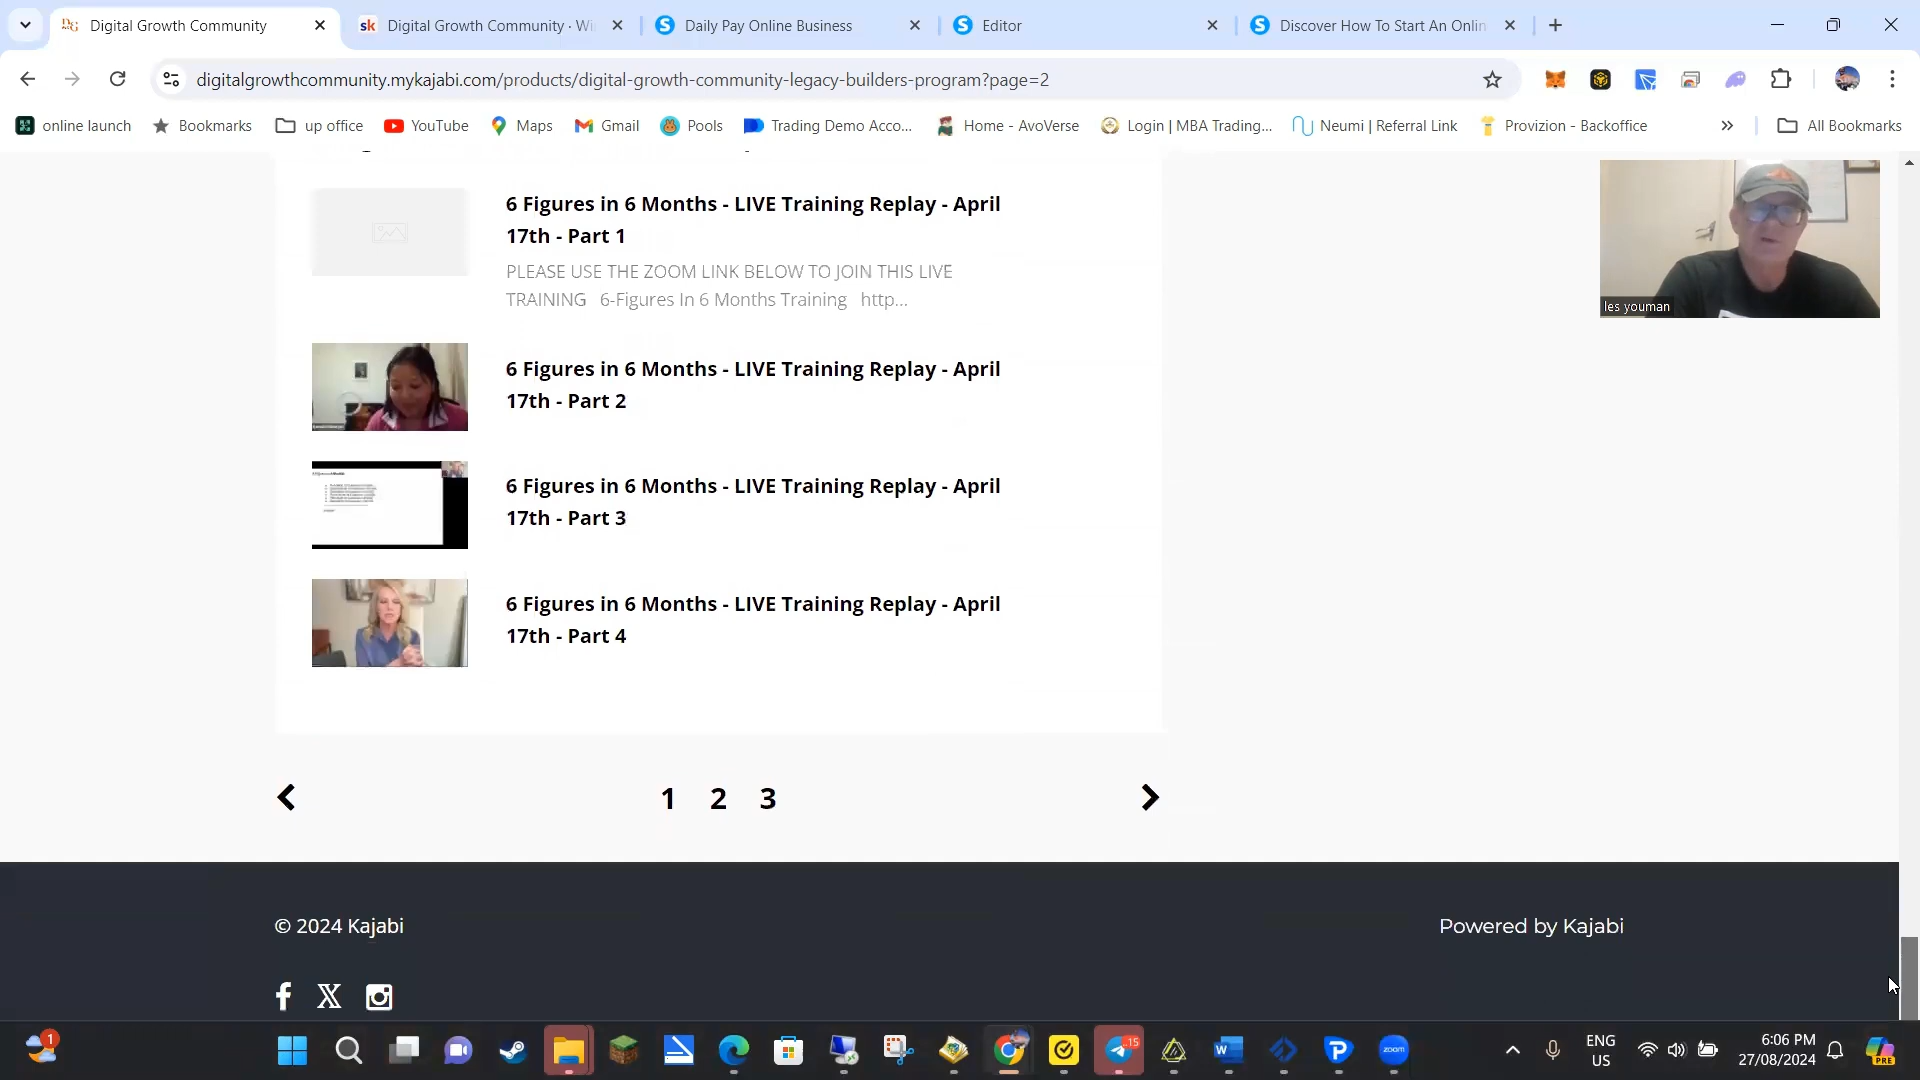 Digital Growth Community
sk Digital Growth Community · Wi
Daily Pay Online Business
Editor
Discover How To Start An Onlin
digitalgrowthcommunity.mykajabi.com/products/digital-growth-community-legacy-builders-program?page=2
online launch
Bookmarks
up office
YouTube
Maps
Gmail
Pools
Trading Demo Acco...
Home - AvoVerse
Login | MBA Trading...
Neumi | Referral Link
Provizion - Backoffice
All Bookmarks
6 Figures in 6 Months - LIVE Training Replay - April
17th - Part 1
PLEASE USE THE ZOOM LINK BELOW TO JOIN THIS LIVE
TRAINING 6-Figures In 6 Months Training http...
les youman
6 Figures in 6 Months - LIVE Training Replay - April
17th - Part 2
6 Figures in 6 Months - LIVE Training Replay - April
17th - Part 3
6 Figures in 6 Months - LIVE Training Replay - April
17th - Part 4
1 2 3
© 2024 Kajabi
Powered by Kajabi
1
15
zoom
ENG
US
6:06 PM
27/08/2024
PRE